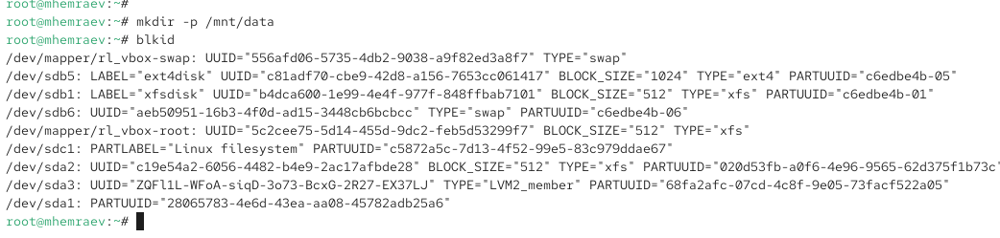 root@mhemraev:~#
root@mhemraev:~# mkdir -p /mnt/data
root@mhemraev:~# blkid
/dev/mapper/rl_vbox-swap: UUID="556afd06-5735-4db2-9038-a9f82ed3a8f7" TYPE="swap"
/dev/sdb5: LABEL="ext4disk" UUID="c81adf70-cbe9-42d8-a156-7653cc061417" BLOCK_SIZE="1024" TYPE="ext4" PARTUUID="c6edbe4b-05"
/dev/sdb1: LABEL="xfsdisk" UUID="b4dca600-1e99-4e4f-977f-848ffbab7101" BLOCK_SIZE="512" TYPE="xfs" PARTUUID="c6edbe4b-01"
/dev/sdb6: UUID="aeb50951-16b3-4f0d-ad15-3448cb6bcbcc" TYPE="swap" PARTUUID="c6edbe4b-06"
/dev/mapper/rl_vbox-root: UUID="5c2cee75-5d14-455d-9dc2-feb5d53299f7" BLOCK_SIZE="512" TYPE="xfs"
/dev/sdc1: PARTLABEL="Linux filesystem" PARTUUID="c5872a5c-7d13-4f52-99e5-83c979ddae67"
/dev/sda2: UUID="c19e54a2-6056-4482-b4e9-2ac17afbde28" BLOCK_SIZE="512" TYPE="xfs" PARTUUID="020d53fb-a0f6-4e96-9565-62d375f1b73c"
/dev/sda3: UUID="ZQFl1L-WFoA-siqD-3o73-BcxG-2R27-EX37LJ" TYPE="LVM2_member" PARTUUID="68fa2afc-07cd-4c8f-9e05-73facf522a05"
/dev/sda1: PARTUUID="28065783-4e6d-43ea-aa08-45782adb25a6"
root@mhemraev:~#